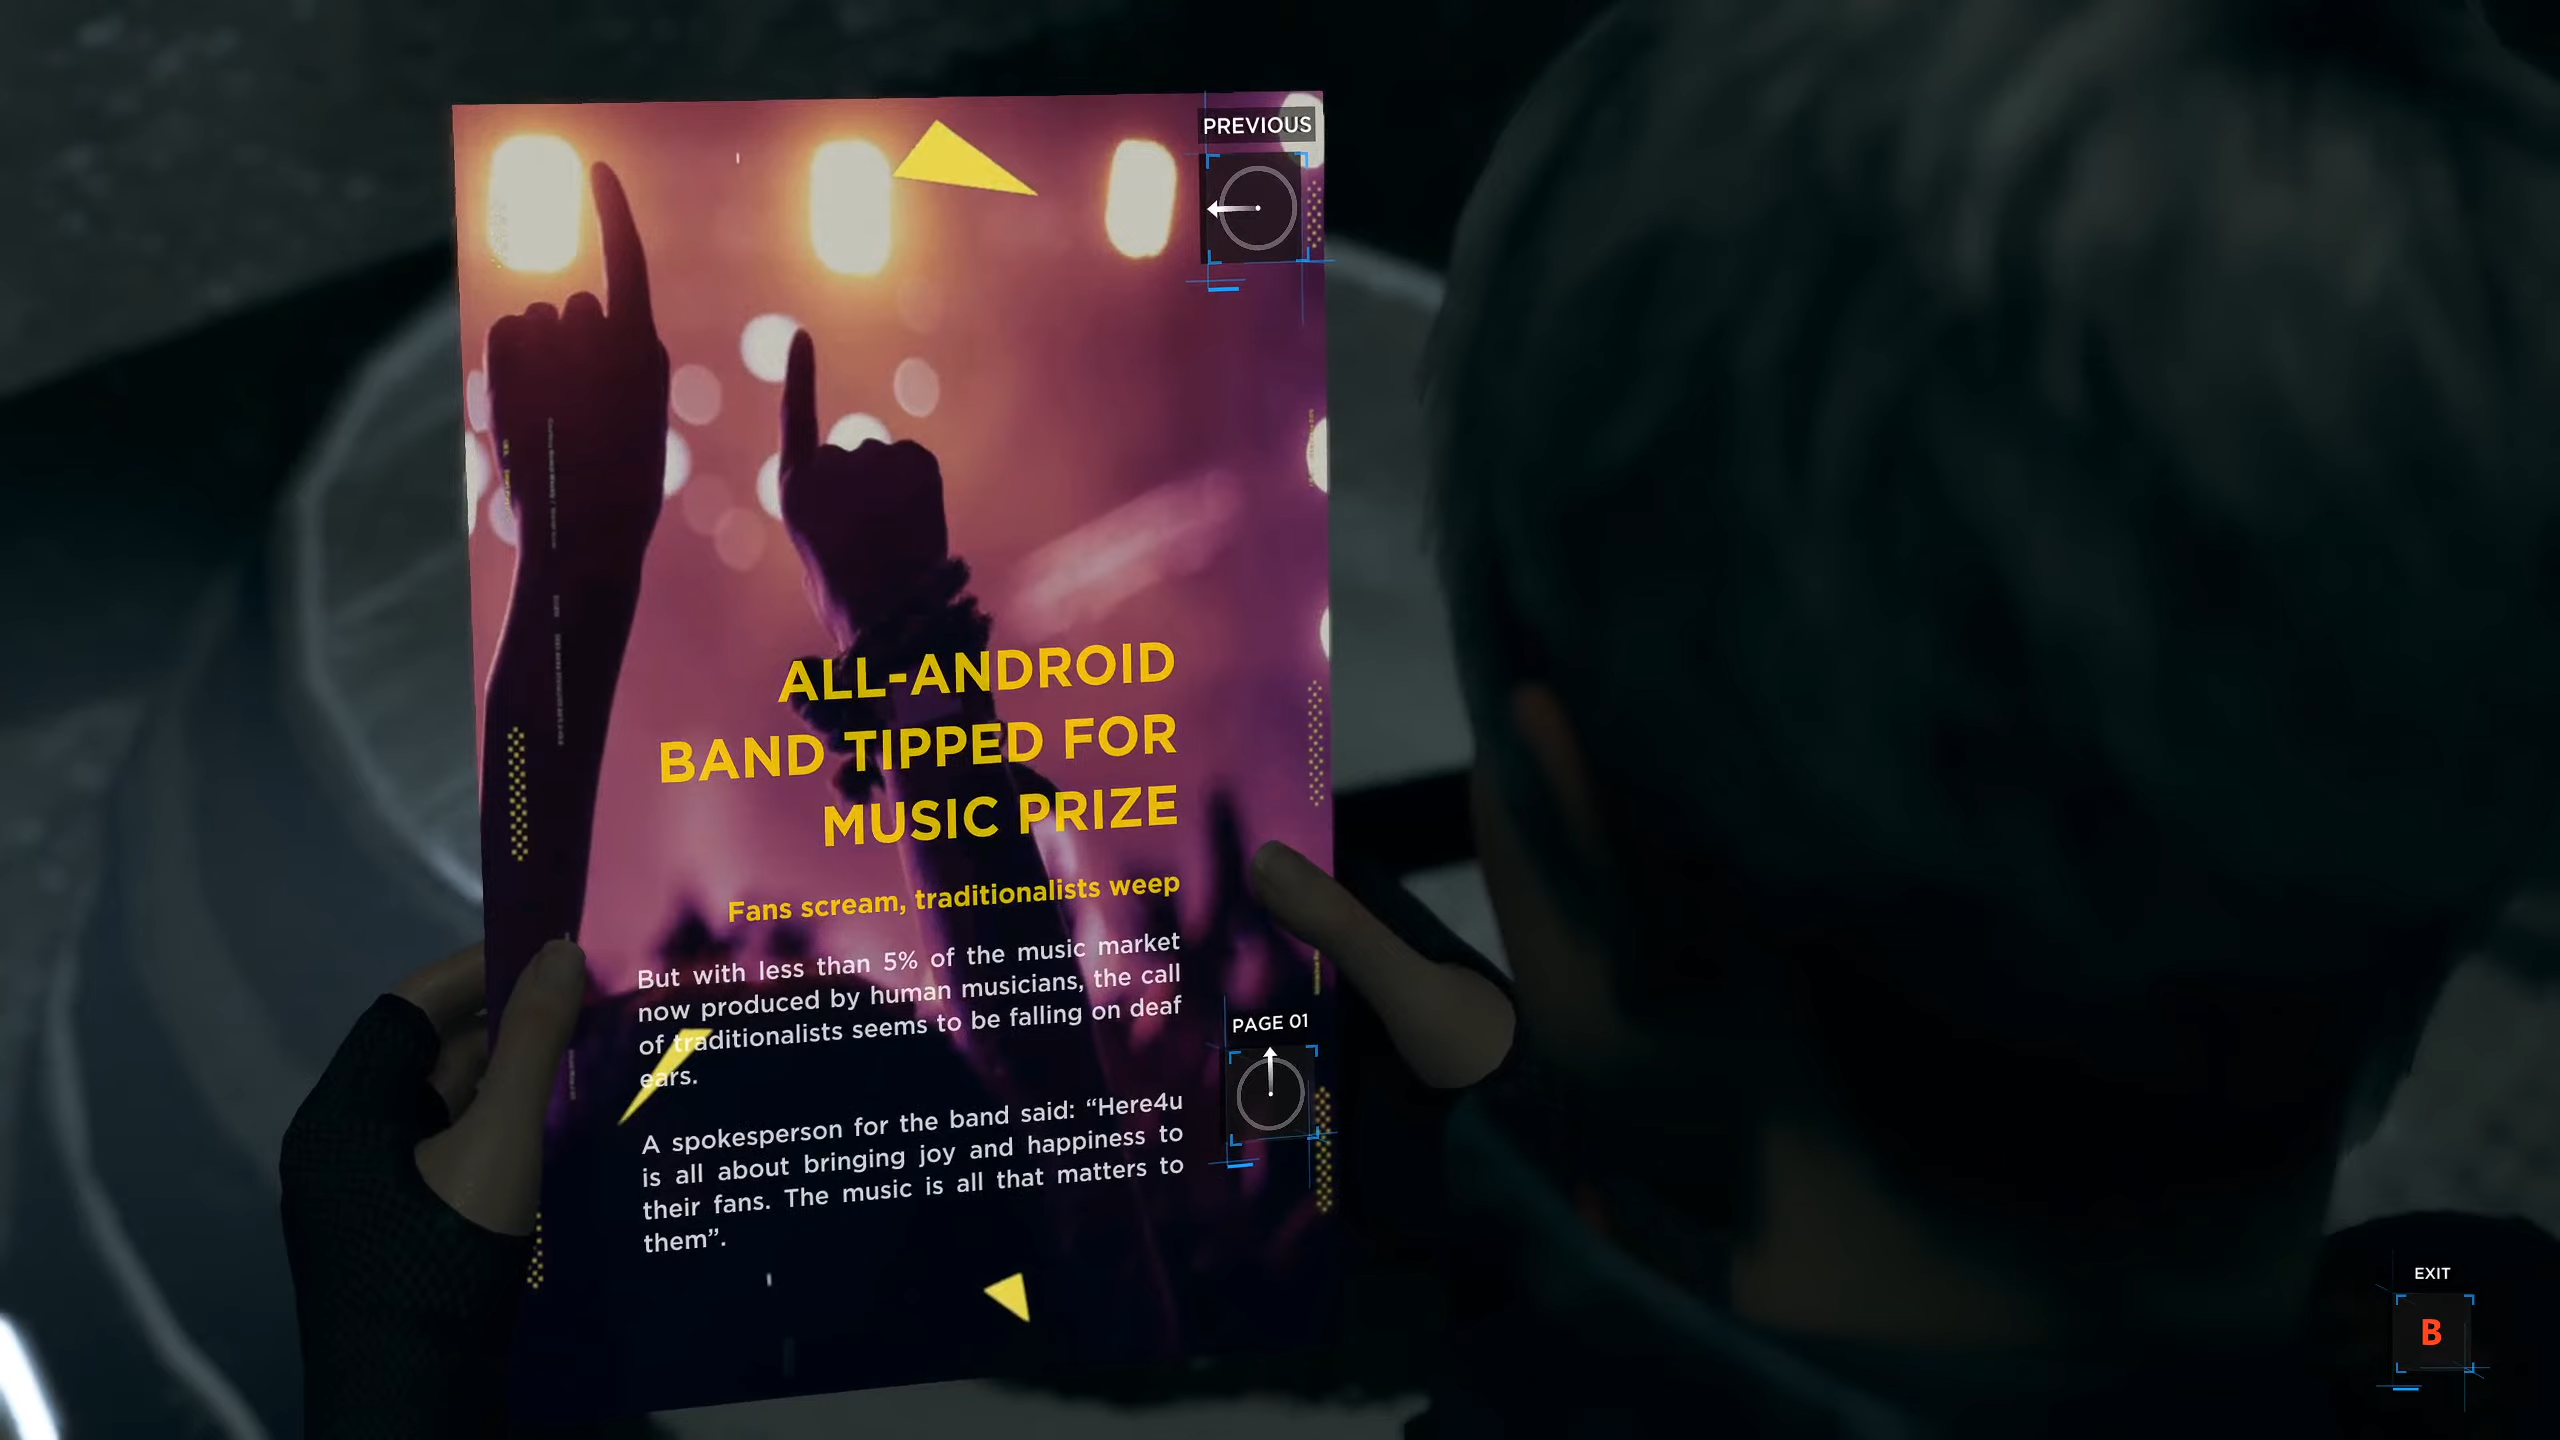 PREVIOUS
ALL-ANDROID
BAND TIPPED FOR
MUSIC PRIZE
Fans scream, traditionalists weep
But with less than 5% of the music market
now produced by human musicians, the call
of traditionalists seems to be falling on deaf
ears.
A spokesperson for the band said: “Here4u
is all about bringing joy and happiness to
their fans. The music is all that matters to
them”.
PAGE 01
EXIT
B